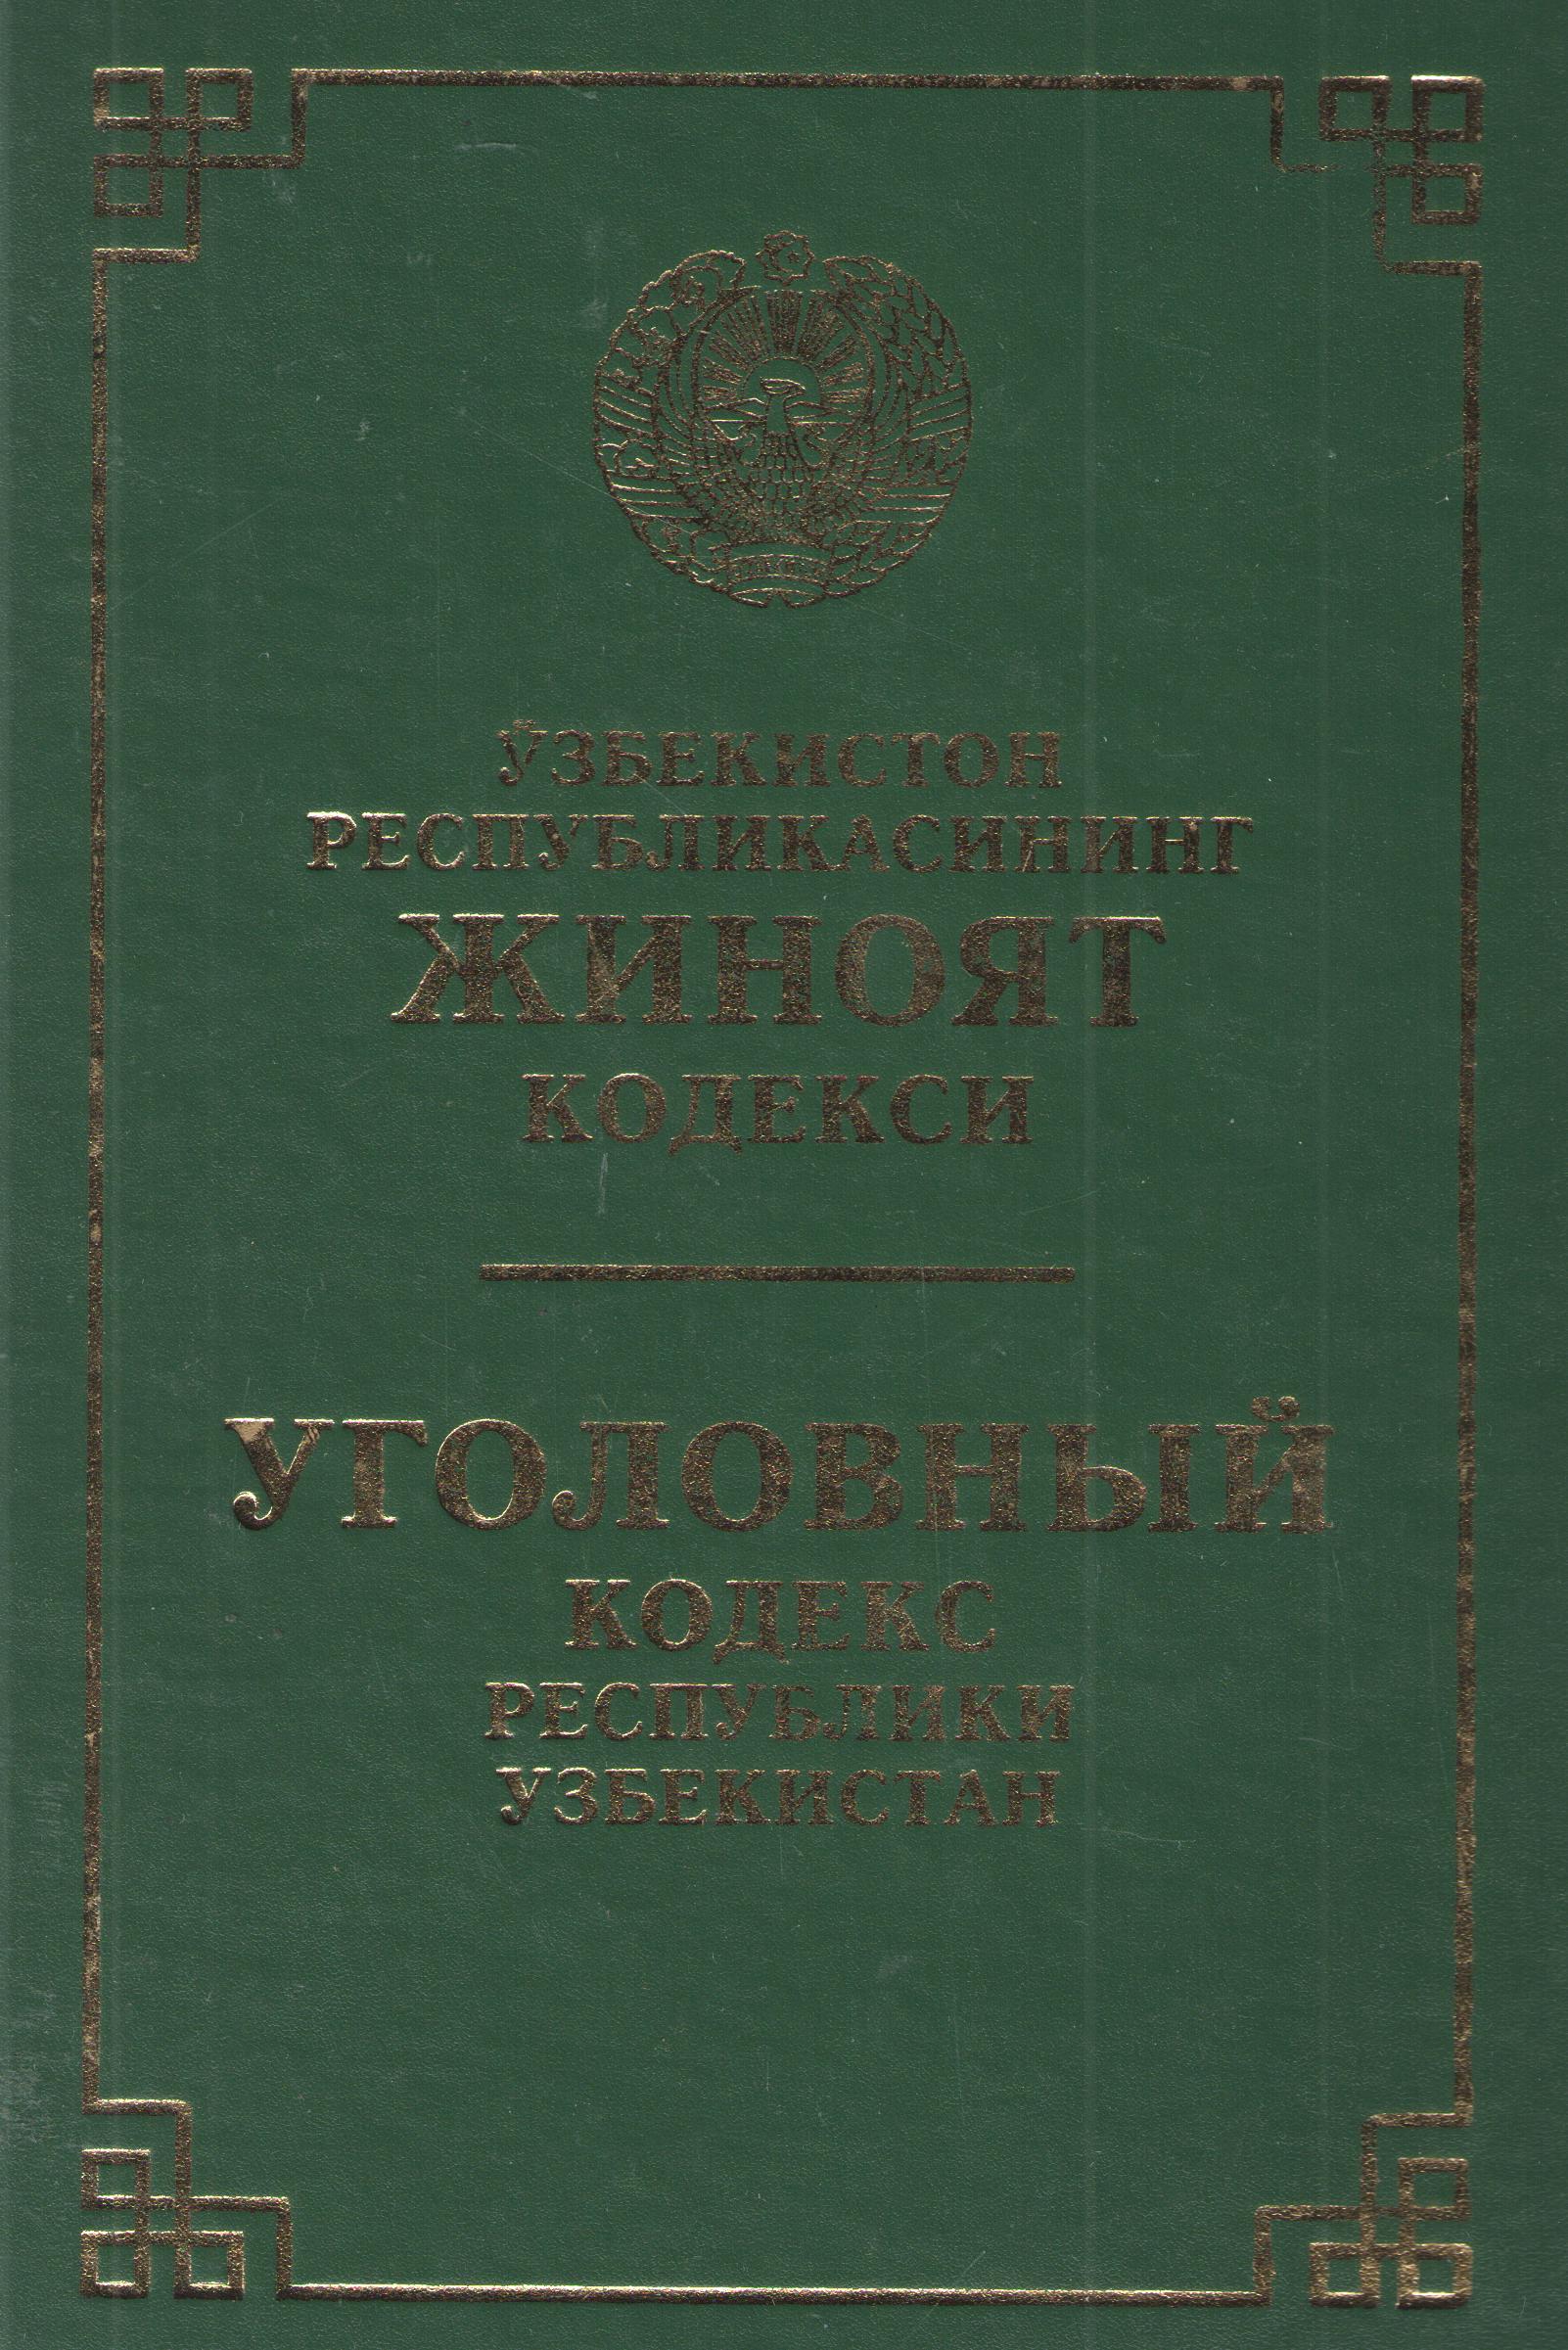 ЎЗБЕКИСТОН
РЕСПУБЛИКАСИНИНГ
ЖИНОЯТ
КОДЕКСИ
УГОЛОВНЫЙ
КОДЕКС
РЕСПУБЛИКИ
УЗБЕКИСТАН